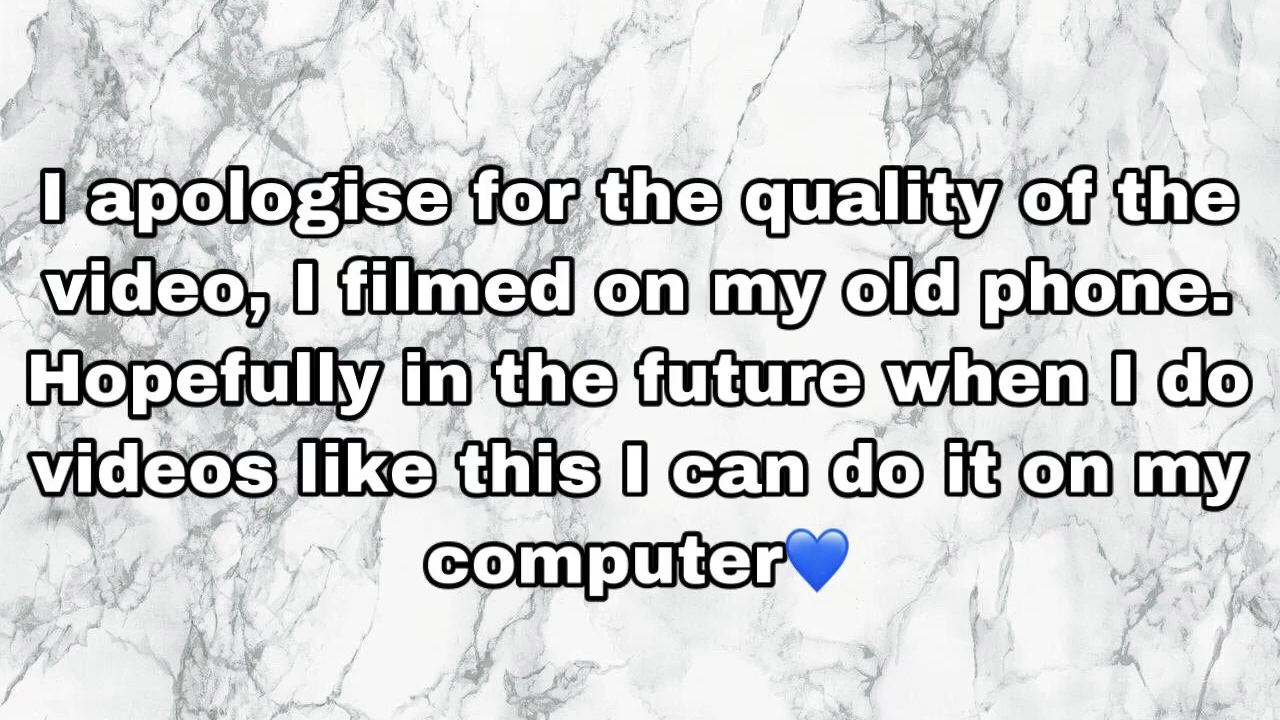 I apologise for the quality of the
video, I filmed on my old phone.
Hopefully in the future when I do
videos like this I can do it on my
computer💙